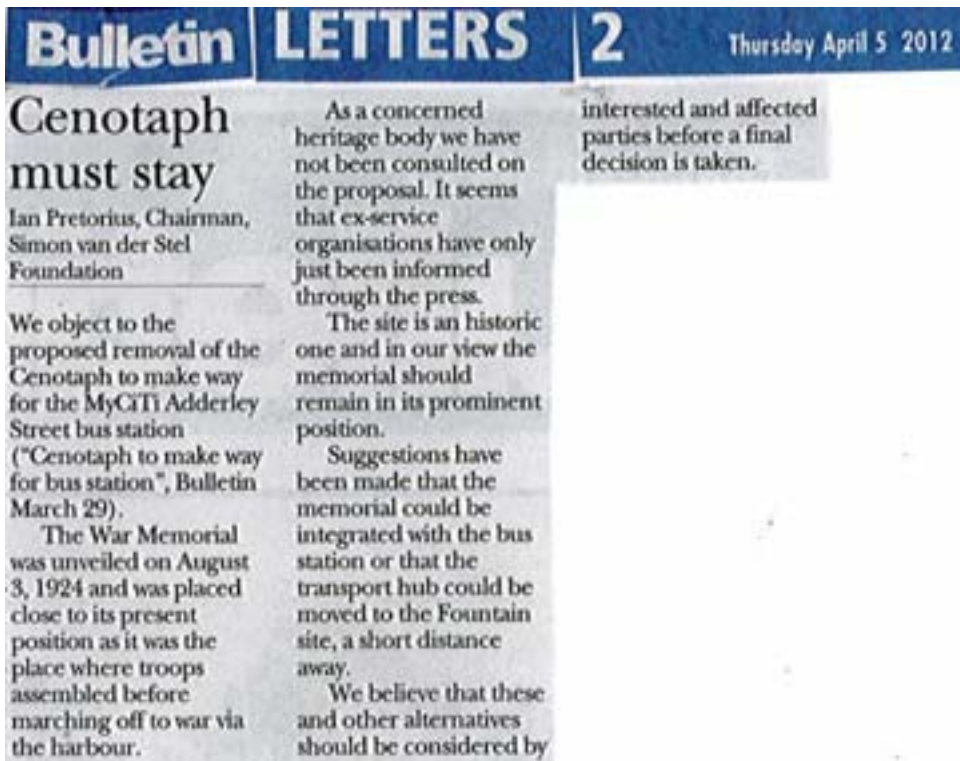 Bulletin LETTERS 2 Thursday April 5 2012
Cenotaph
must stay
Ian Pretorius, Chairman,
Simon van der Stel
Foundation
We object to the
proposed removal of the
Cenotaph to make way
for the MyCiTi Adderley
Street bus station
("Cenotaph to make way
for bus station", Bulletin
March 29).
The War Memorial
was unveiled on August
3, 1924 and was placed
close to its present
position as it was the
place where troops
assembled before
marching off to war via
the harbour.
As a concerned
heritage body we have
not been consulted on
the proposal. It seems
that ex-service
organisations have only
just been informed
through the press.
The site is an historic
one and in our view the
memorial should
remain in its prominent
position.
Suggestions have
been made that the
memorial could be
integrated with the bus
station or that the
transport hub could be
moved to the Fountain
site, a short distance
away.
We believe that these
and other alternatives
should be considered by
interested and affected
parties before a final
decision is taken.